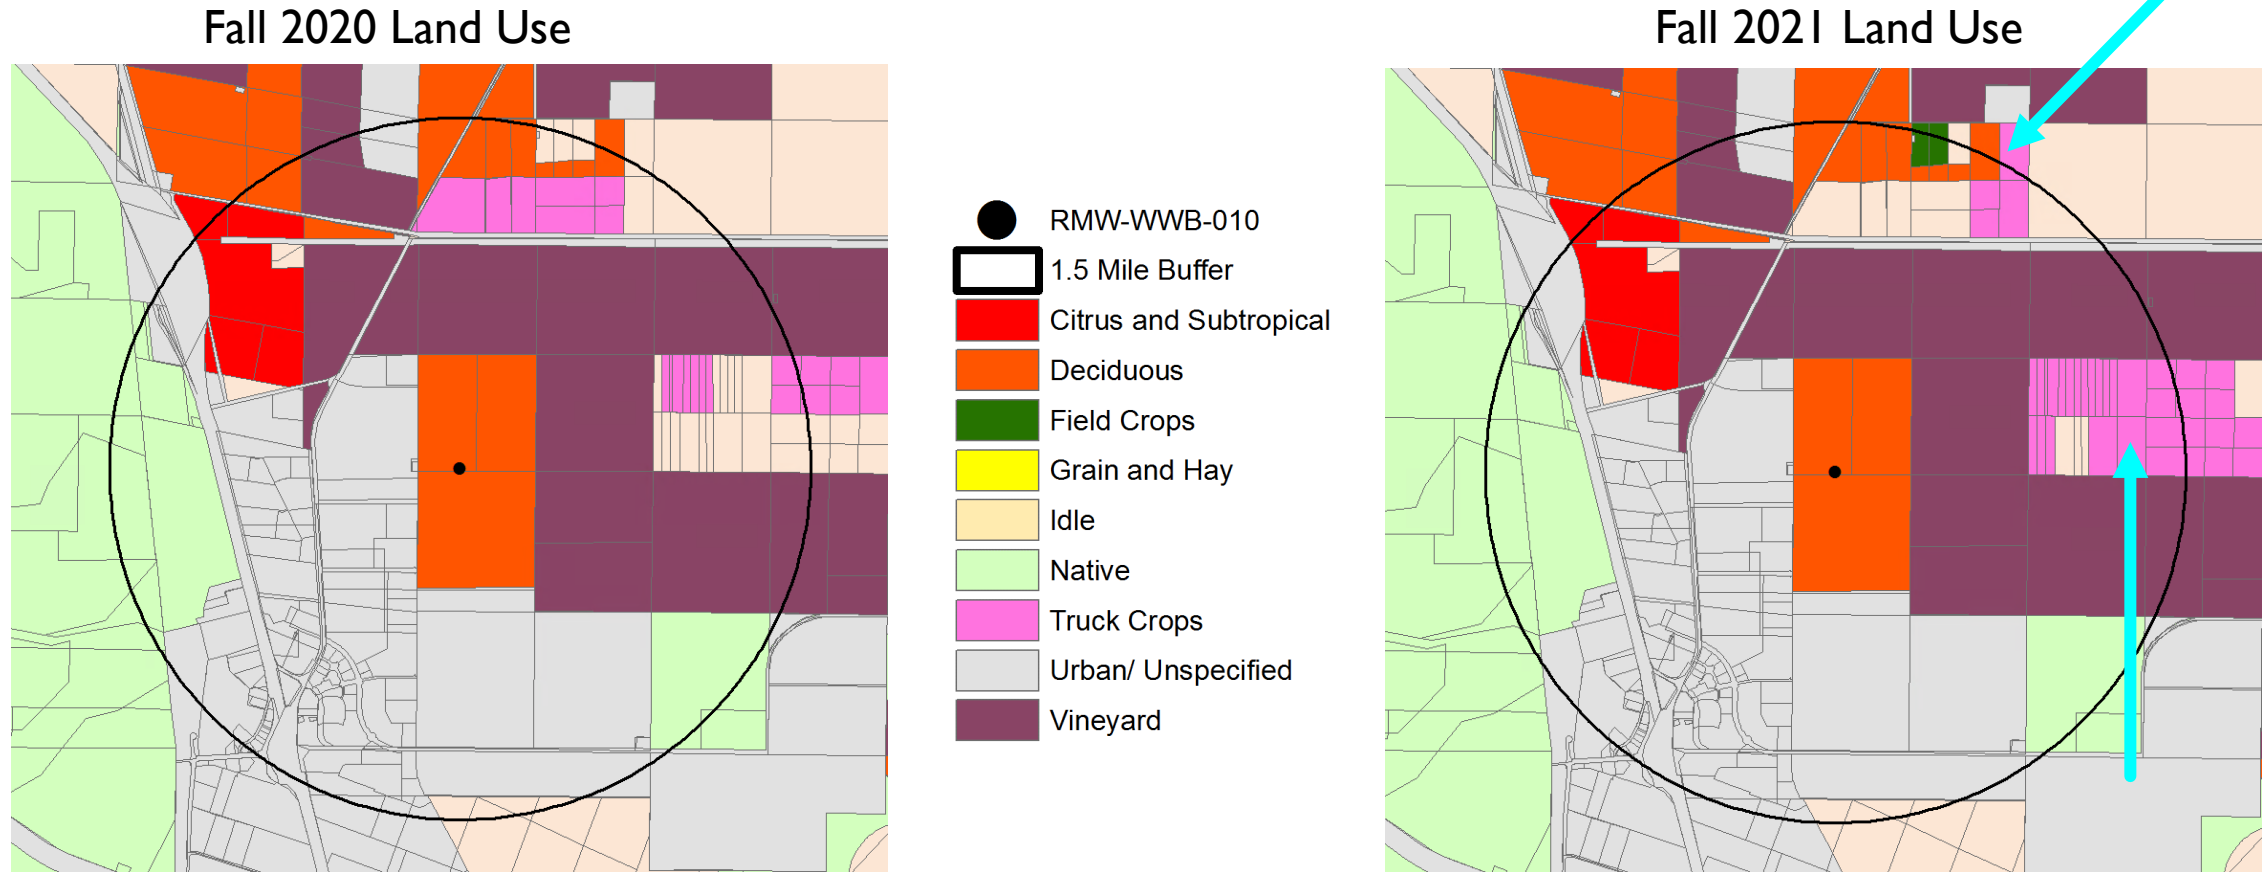 Fall 2020 Land Use
Fall 2021 Land Use
RMW-WWB-010
1.5 Mile Buffer
Citrus and Subtropical
Deciduous
Field Crops
Grain and Hay
Idle
Native
Truck Crops
Urban/ Unspecified
Vineyard